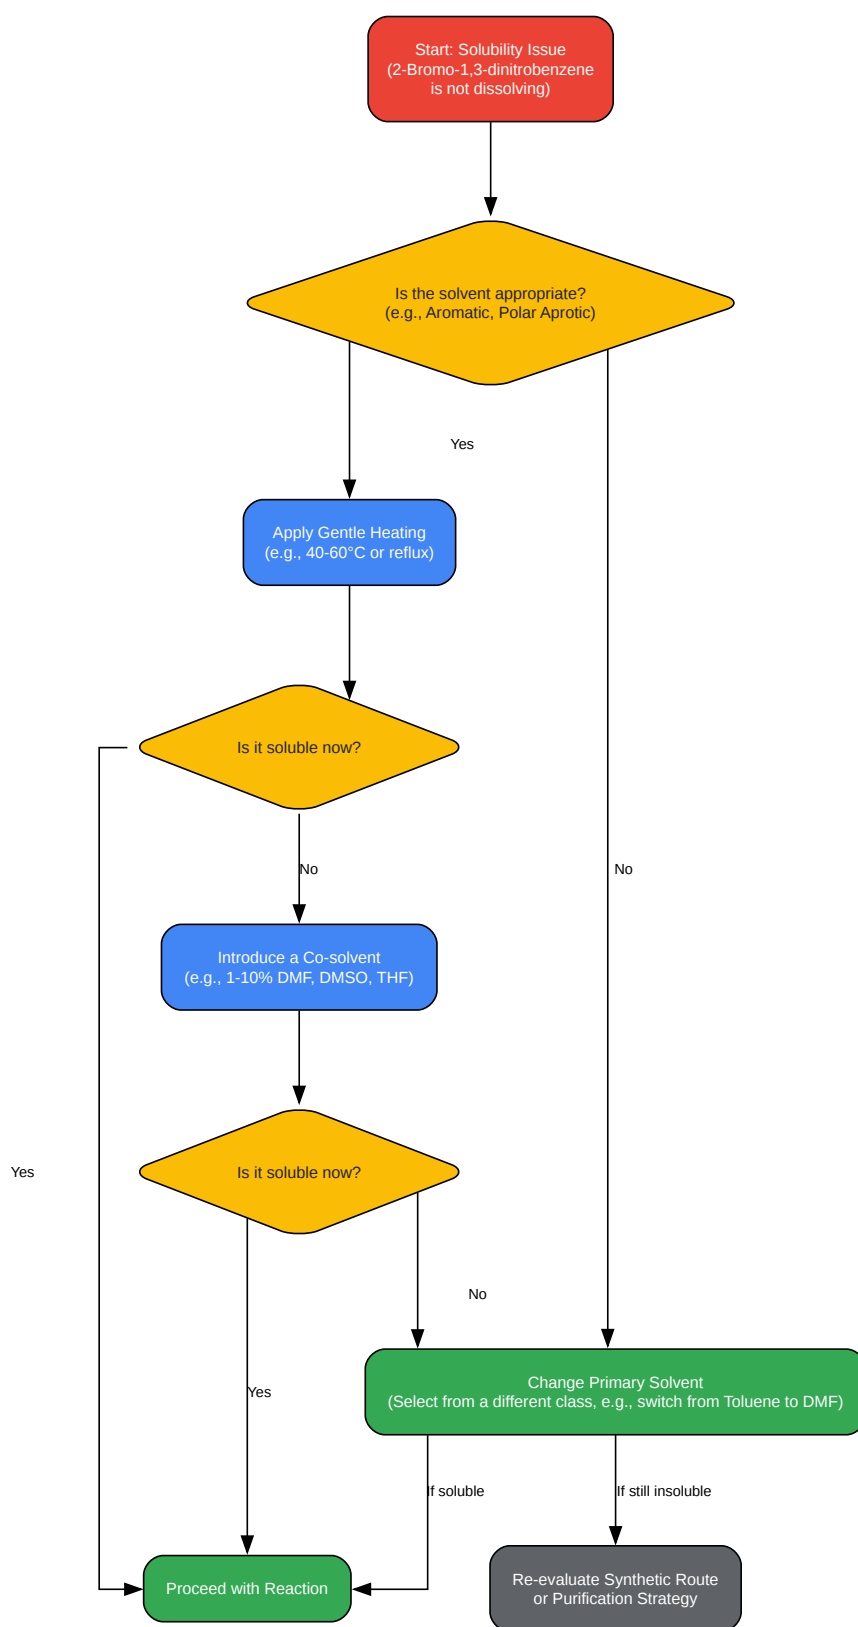 Start: Solubility Issue
(2-Bromo-1,3-dinitrobenzene
is not dissolving)
Is the solvent appropriate?
(e.g., Aromatic, Polar Aprotic)
Yes
Apply Gentle Heating
(e.g., 40-60°C or reflux)
Is it soluble now?
No
No
Introduce a Co-solvent
(e.g., 1-10% DMF, DMSO, THF)
Yes
Is it soluble now?
No
Yes
Change Primary Solvent
(Select from a different class, e.g., switch from Toluene to DMF)
If soluble
If still insoluble
Proceed with Reaction
Re-evaluate Synthetic Route
or Purification Strategy